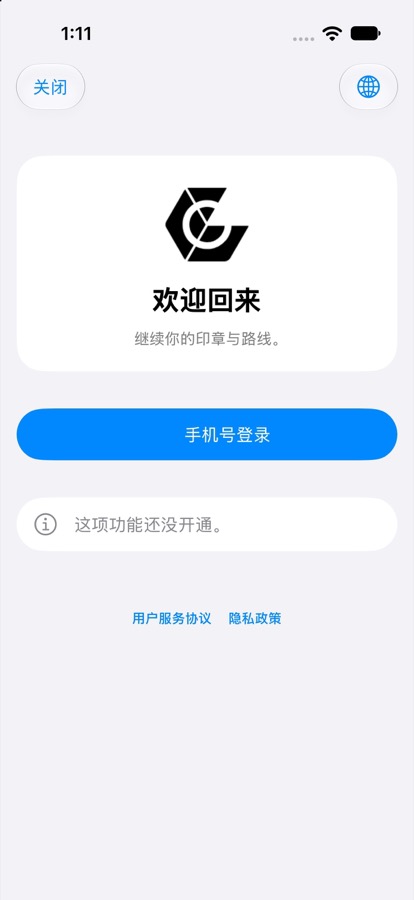 1:11
关闭
欢迎回来
继续你的印章与路线。
手机号登录
这项功能还没开通。
用户服务协议 隐私政策